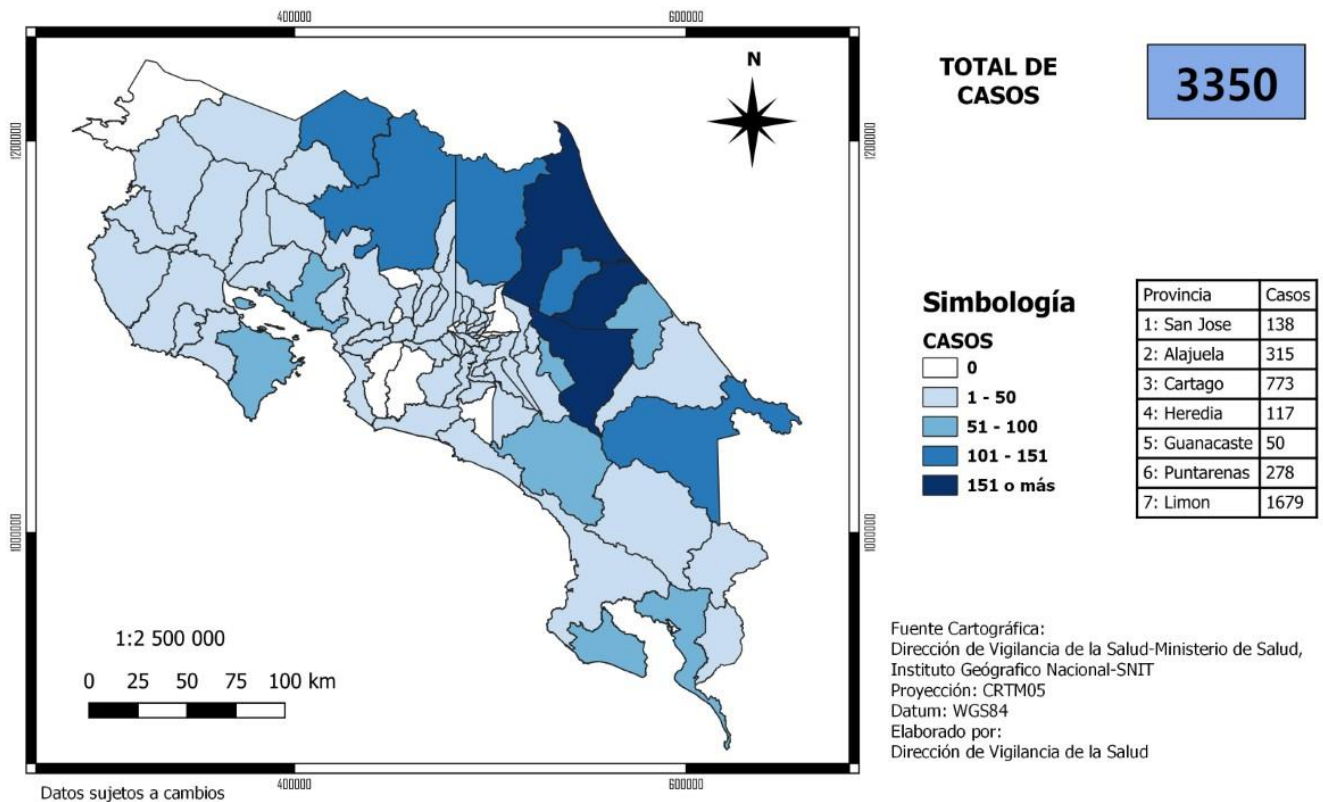 400000
600000
N
TOTAL DE
CASOS
3350
1200000
1200000
Simbología
CASOS
0
1 - 50
51 - 100
101 - 151
151 o más
Provincia Casos
1: San Jose 138
2: Alajuela 315
3: Cartago 773
4: Heredia 117
5: Guanacaste 50
6: Puntarenas 278
7: Limon 1679
1000000
1000000
1:2 500 000
0 25 50 75 100 km
Fuente Cartográfica:
Dirección de Vigilancia de la Salud-Ministerio de Salud,
Instituto Geógrafico Nacional-SNIT
Proyección: CRTM05
Datum: WGS84
Elaborado por:
Dirección de Vigilancia de la Salud
400000
600000
Datos sujetos a cambios